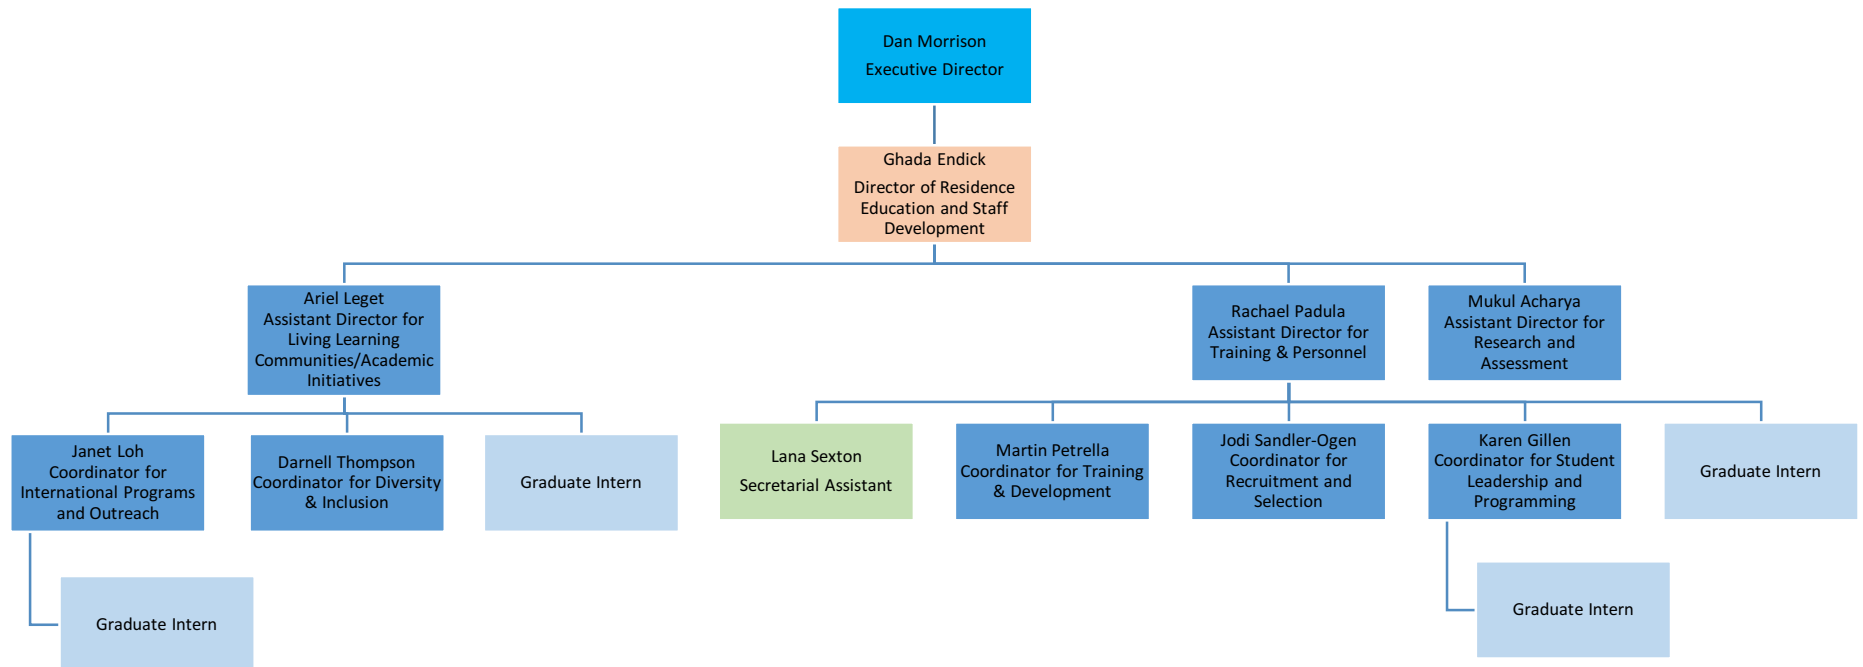 Dan Morrison
Executive Director
Ghada Endick
Director of Residence
Education and Staff
Development
Ariel Leget
Assistant Director for
Living Learning
Communities/Academic
Initiatives
Rachael Padula
Assistant Director for
Training & Personnel
Mukul Acharya
Assistant Director for
Research and
Assessment
Janet Loh
Coordinator for
International Programs
and Outreach
Darnell Thompson
Coordinator for Diversity
& Inclusion
Graduate Intern
Lana Sexton
Secretarial Assistant
Martin Petrella
Coordinator for Training
& Development
Jodi Sandler-Ogen
Coordinator for
Recruitment and
Selection
Karen Gillen
Coordinator for Student
Leadership and
Programming
Graduate Intern
Graduate Intern
Graduate Intern